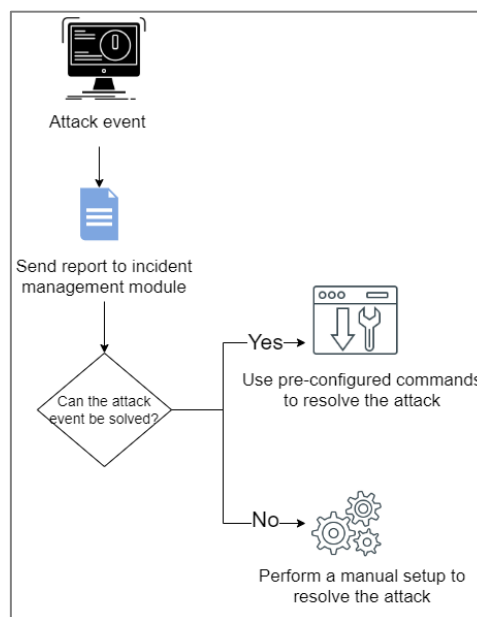 Attack event
Send report to incident
management module
Can the attack
event be solved?
Yes
Use pre-configured commands
to resolve the attack
No
Perform a manual setup to
resolve the attack